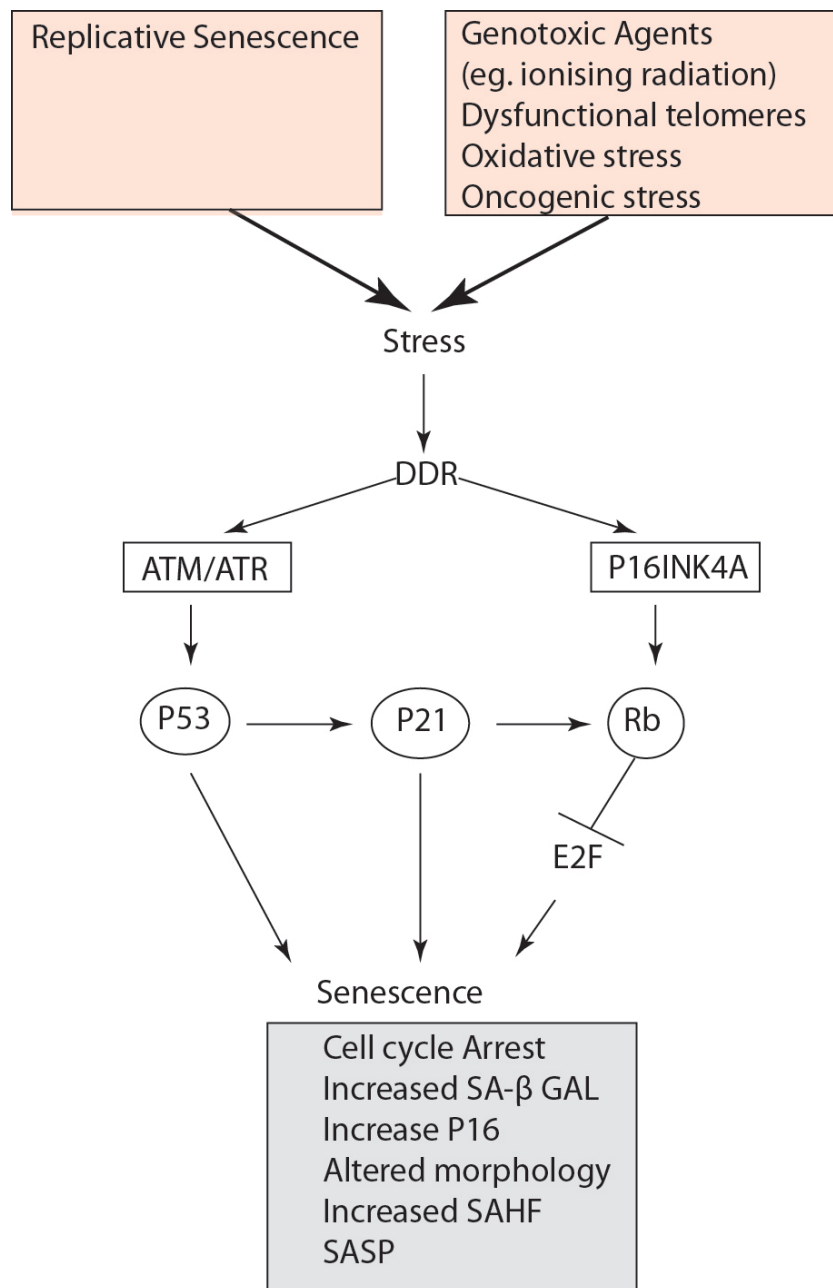 Replicative Senescence
Genotoxic Agents
(eg. ionising radiation)
Dysfunctional telomeres
Oxidative stress
Oncogenic stress
Stress
DDR
ATM/ATR
P16INK4A
P53
P21
Rb
E2F
Senescence
Cell cycle Arrest
Increased SA-β GAL
Increase P16
Altered morphology
Increased SAHF
SASP